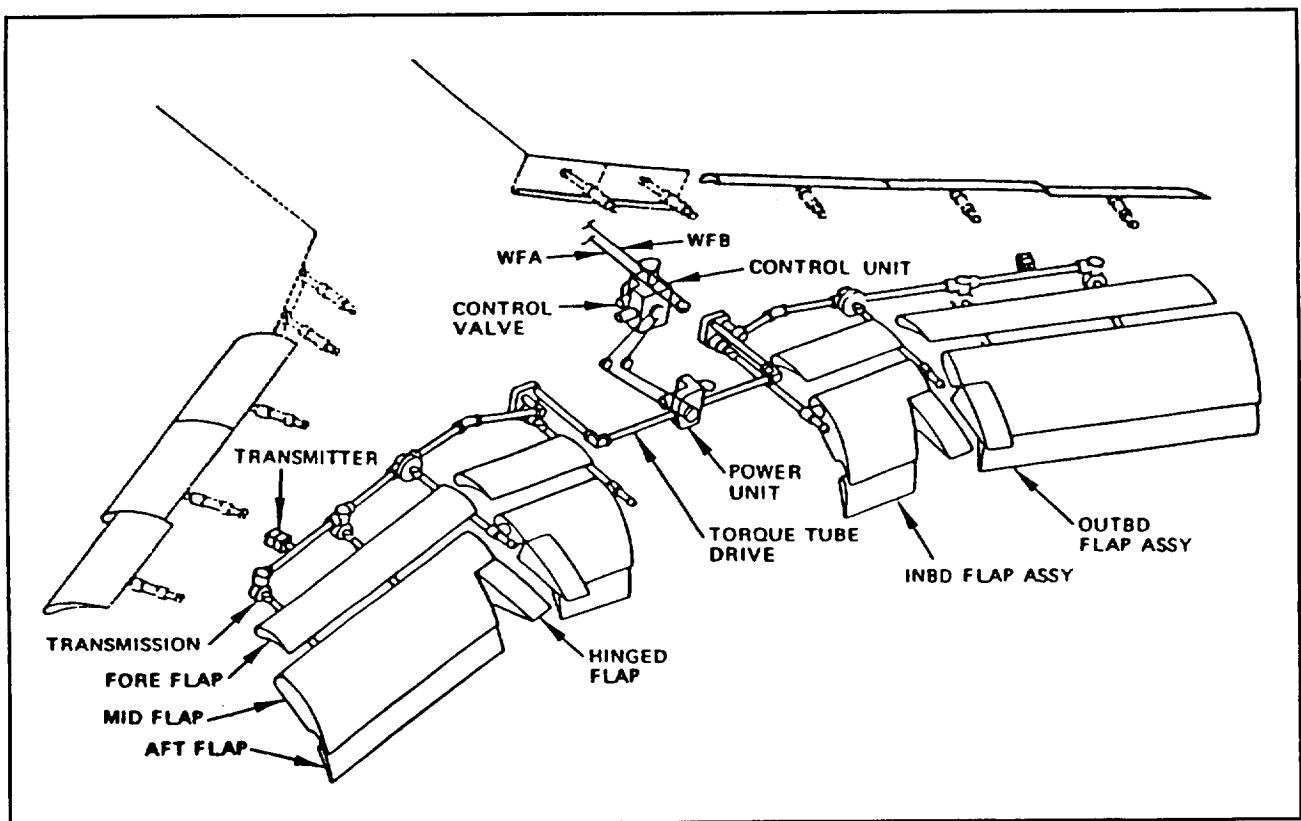 WFA
WFB
CONTROL UNIT
CONTROL
VALVE
TRANSMITTER
POWER
UNIT
TORQUE TUBE
DRIVE
OUTBD
FLAP ASSY
INBD FLAP ASSY
TRANSMISSION
FORE FLAP
MID FLAP
AFT FLAP
HINGED
FLAP